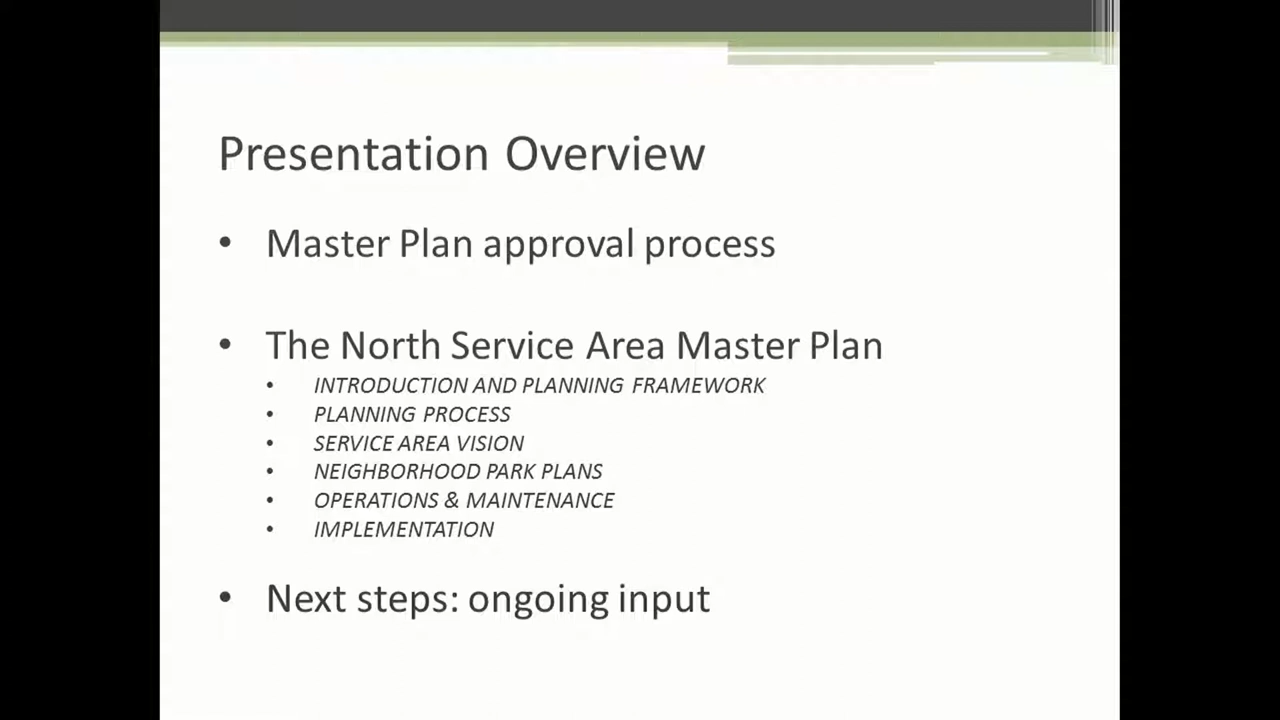 Presentation Overview
• Master Plan approval process
• The North Service Area Master Plan
• INTRODUCTION AND PLANNING FRAMEWORK
• PLANNING PROCESS
• SERVICE AREA VISION
• NEIGHBORHOOD PARK PLANS
• OPERATIONS & MAINTENANCE
• IMPLEMENTATION
• Next steps: ongoing input